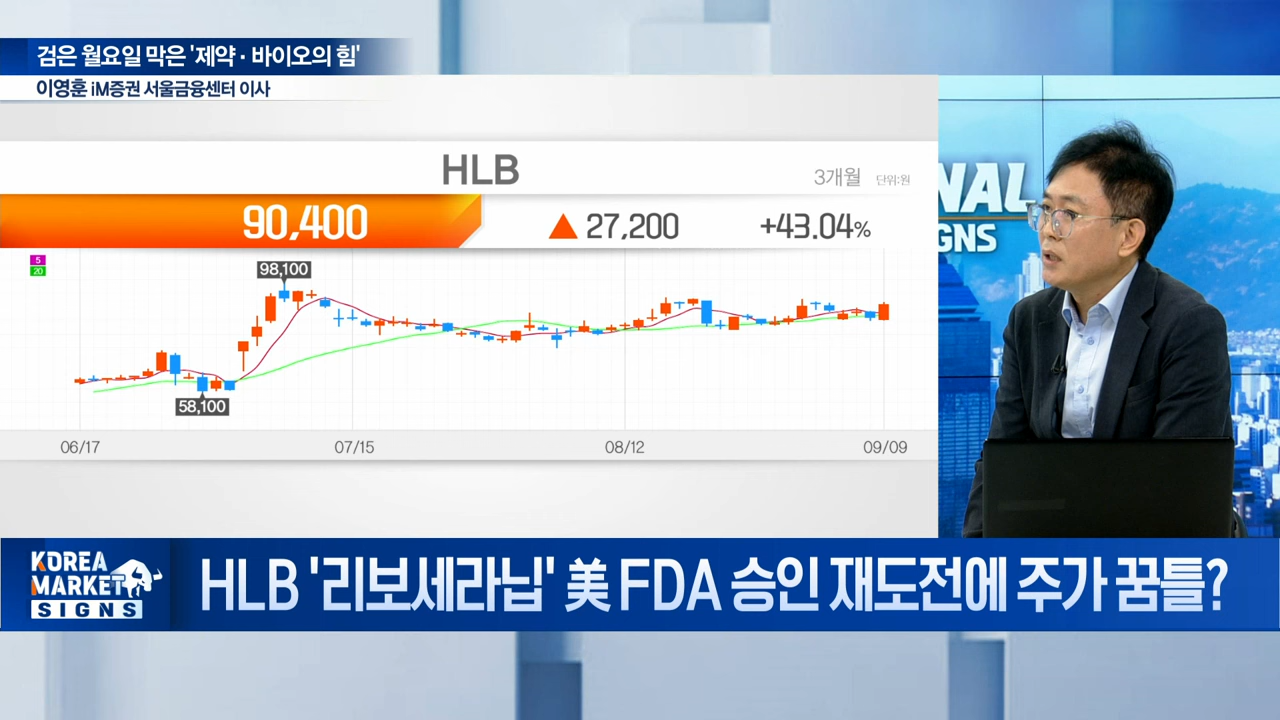 검은 월요일 막은 '제약·바이오의 힘'
이영훈 iM증권 서울금융센터 이사
HLB
3개월 단위:원
90,400 ▲ 27,200 +43.04%
5
20
98,100
58,100
06/17 07/15 08/12 09/09
NAL
GNS
KOREA
MARKET
SIGNS
HLB '리보세라닙' 美 FDA 승인 재도전에 주가 꿈틀?